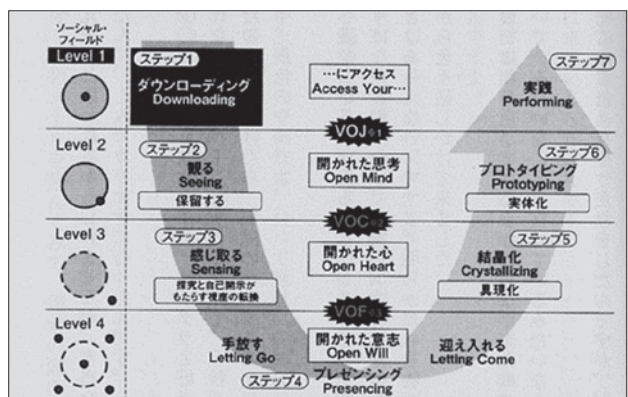 ソーシャル・
フィールド
Level 1
ステップ1
ダウンローディング
Downloading
…にアクセス
Access Your…
ステップ7
実践
Performing
VOJ※1
Level 2
ステップ2
観る
Seeing
保留する
開かれた思考
Open Mind
ステップ6
プロトタイピング
Prototyping
実体化
VOC※2
Level 3
ステップ3
感じ取る
Sensing
探究と自己開示が
もたらす視座の転換
開かれた心
Open Heart
ステップ5
結晶化
Crystallizing
具現化
VOF※3
Level 4
手放す
Letting Go
開かれた意志
Open Will
迎え入れる
Letting Come
ステップ4
プレゼンシング
Presencing